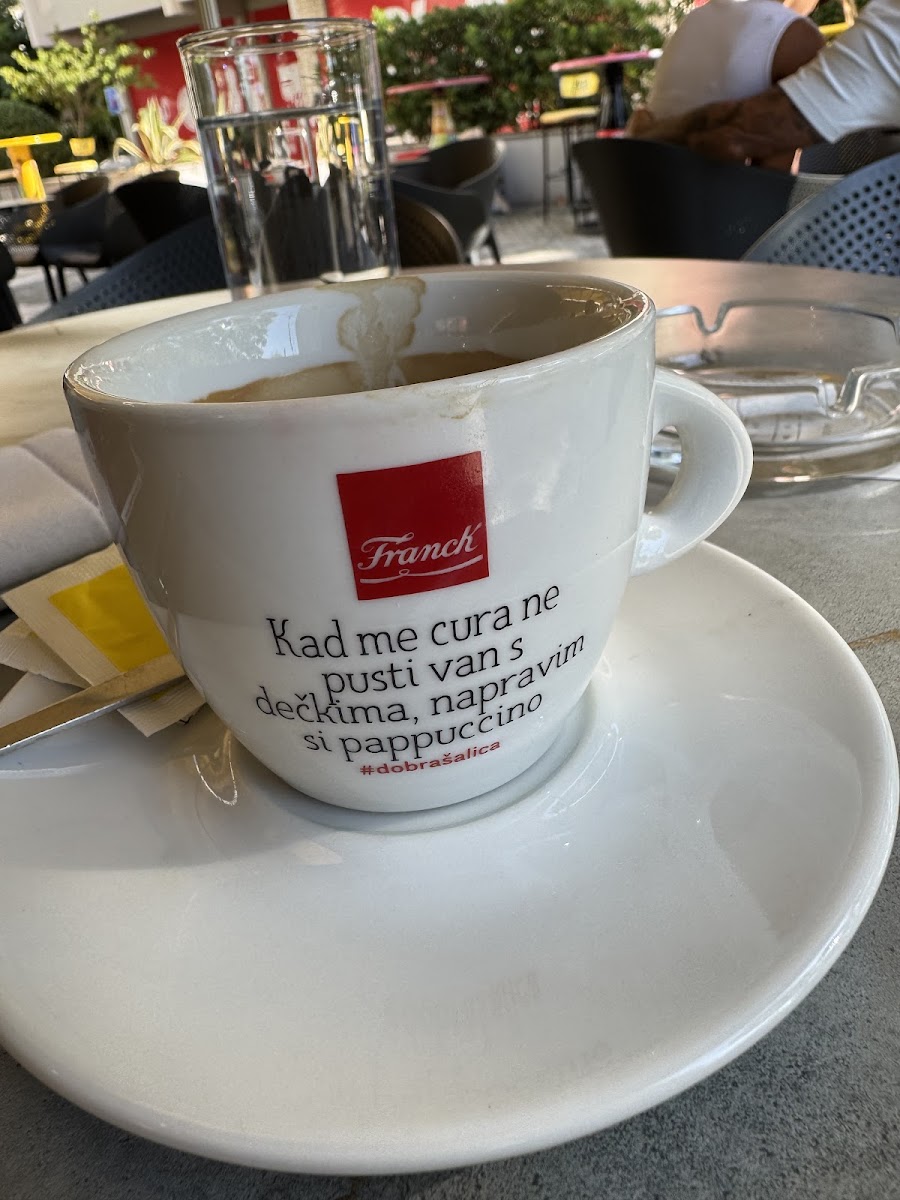 Franck
Kad me cura ne
pusti van s
dečkima, napravim
si pappuccino
#dobrašalica